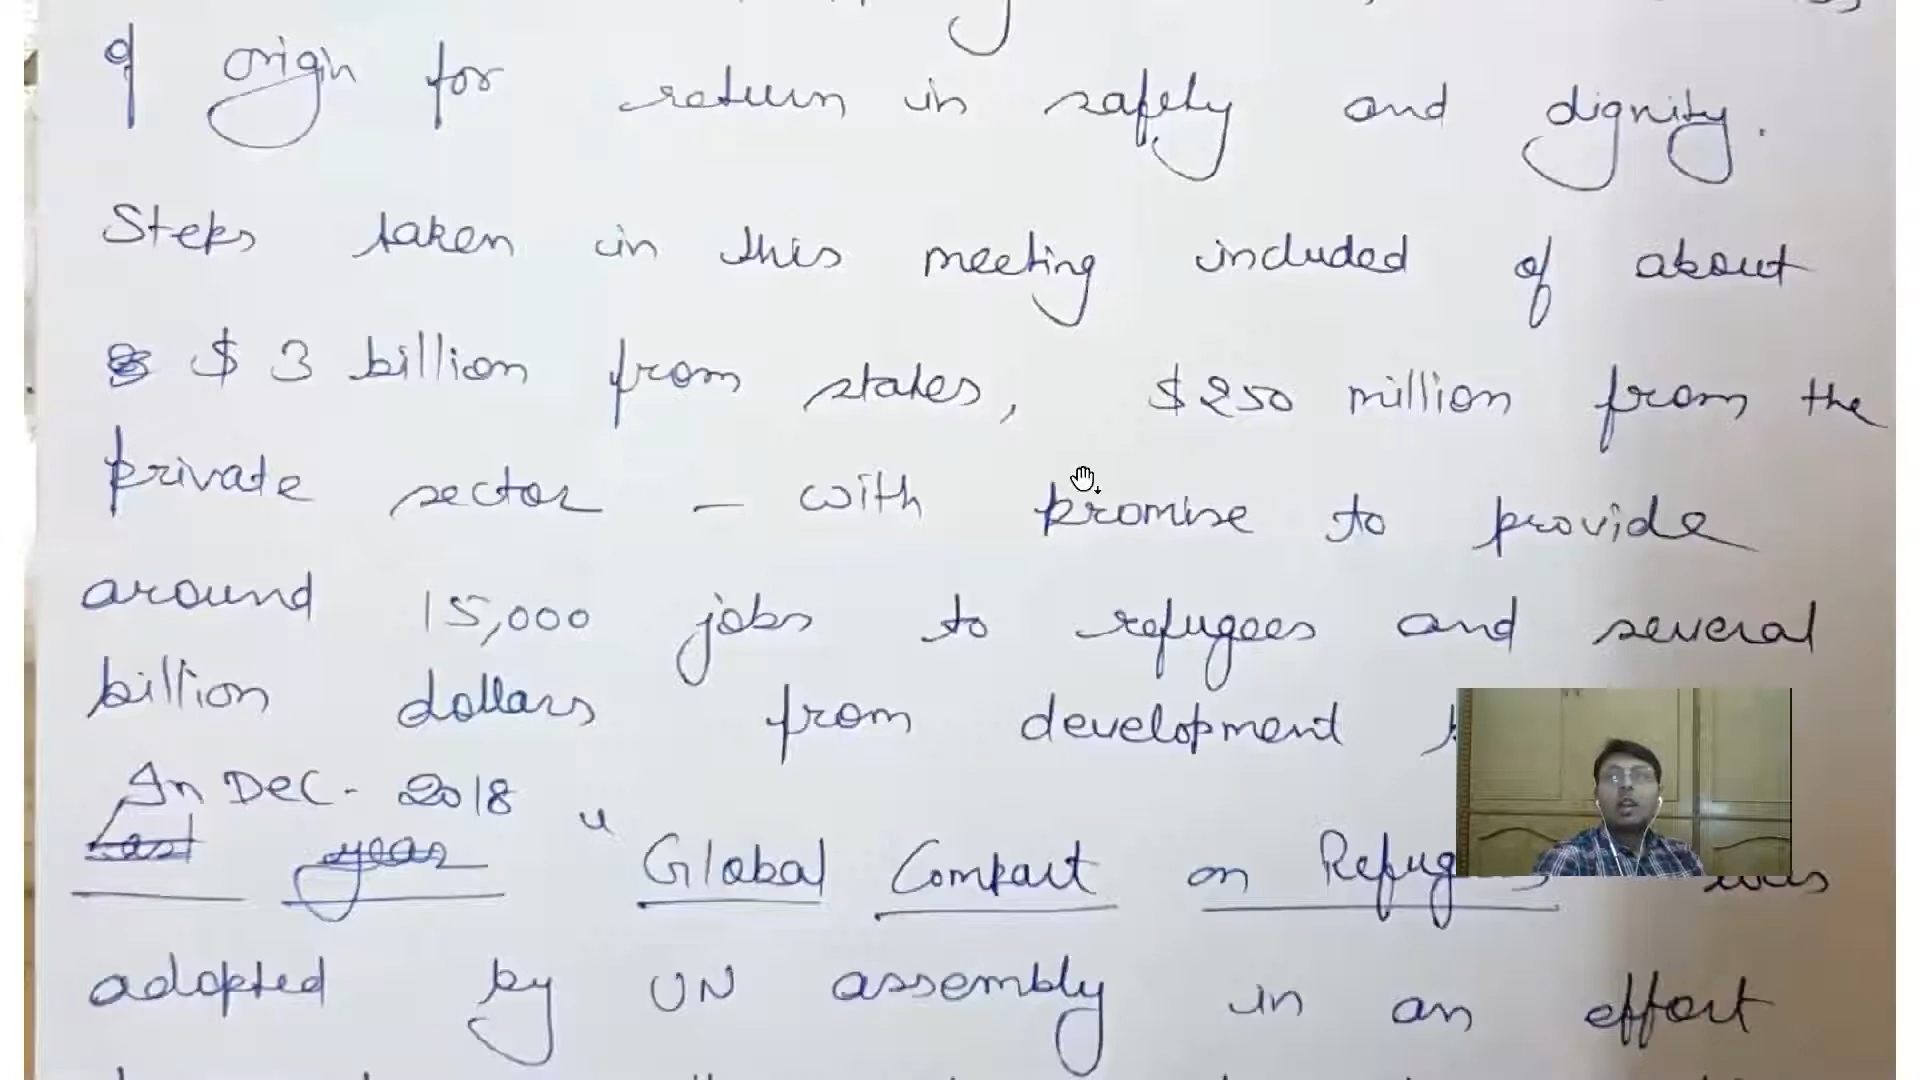 of origin for return in safety and dignity.
Steps taken in this meeting included of about
$ 3 billion from states, $250 million from the
private sector - with promise to provide
around 15,000 jobs to refugees and several
billion dollars from development
In Dec - 2018
Last year "Global Compact on Refugees was
adopted by UN assembly in an effort